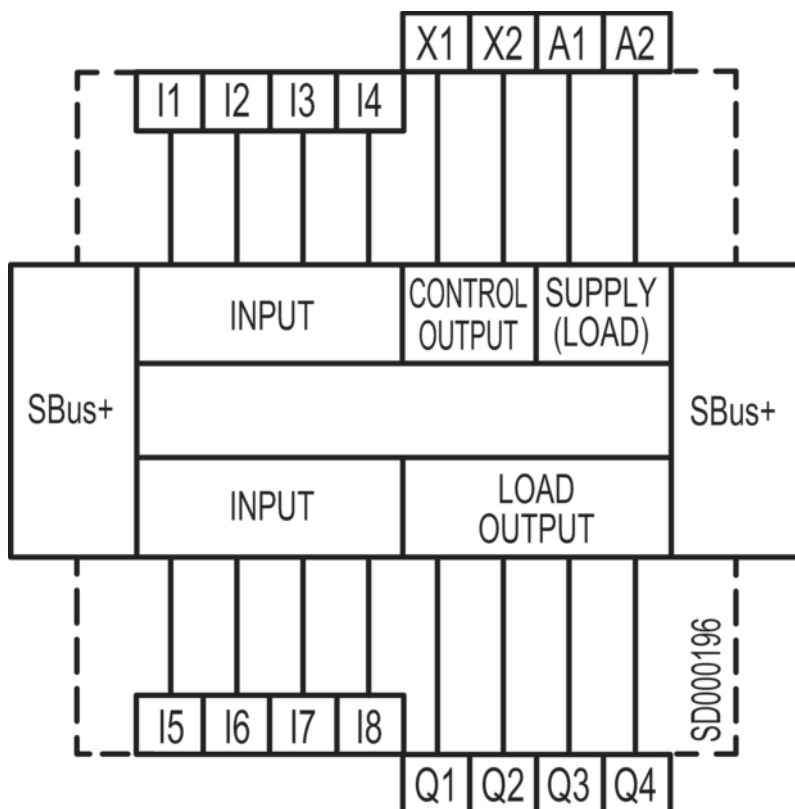 X1 X2 A1 A2
I1 I2 I3 I4
INPUT
CONTROL
OUTPUT
SUPPLY
(LOAD)
SBus+
SBus+
INPUT
LOAD
OUTPUT
SD000196
I5 I6 I7 I8
Q1 Q2 Q3 Q4